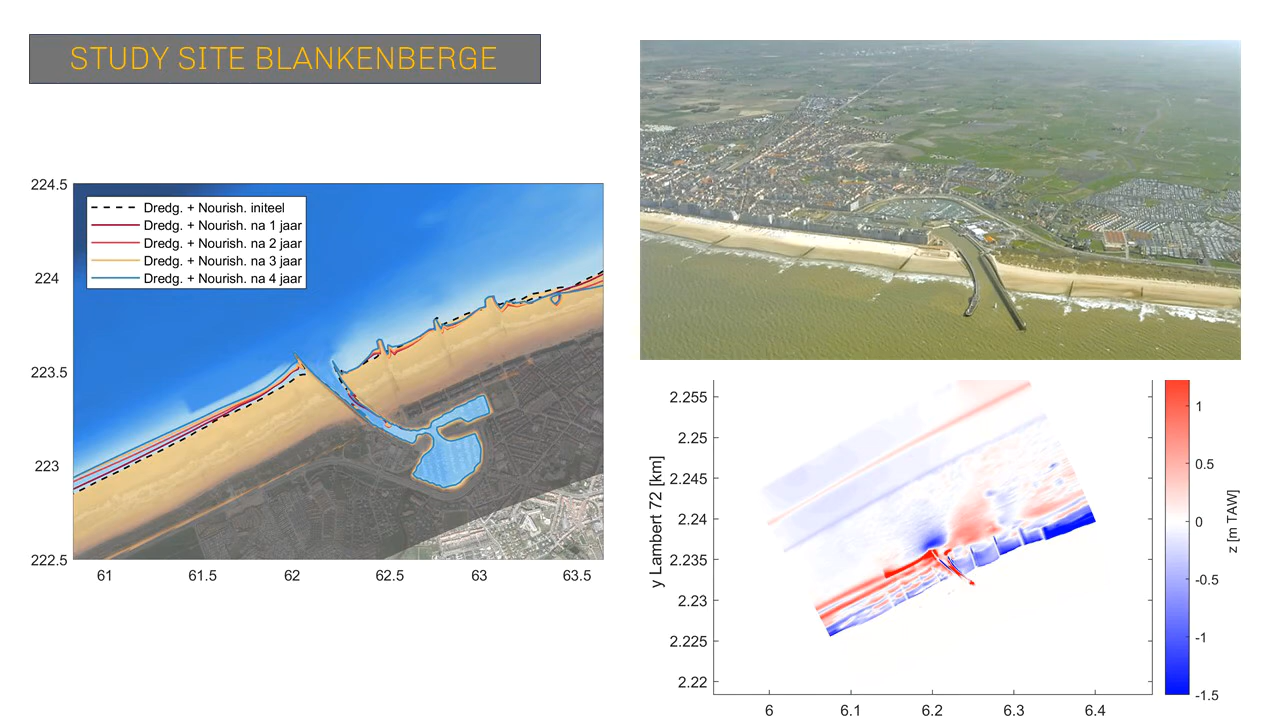 STUDY SITE BLANKENBERGE
224.5
224
223.5
223
222.5
Dredg. + Nourish. initeel
Dredg. + Nourish. na 1 jaar
Dredg. + Nourish. na 2 jaar
Dredg. + Nourish. na 3 jaar
Dredg. + Nourish. na 4 jaar
61 61.5 62 62.5 63 63.5
y Lambert 72 [km]
2.255
2.25
2.245
2.24
2.235
2.23
2.225
2.22
6 6.1 6.2 6.3 6.4
1
0.5
0
-0.5
-1
-1.5
z [m TAW]